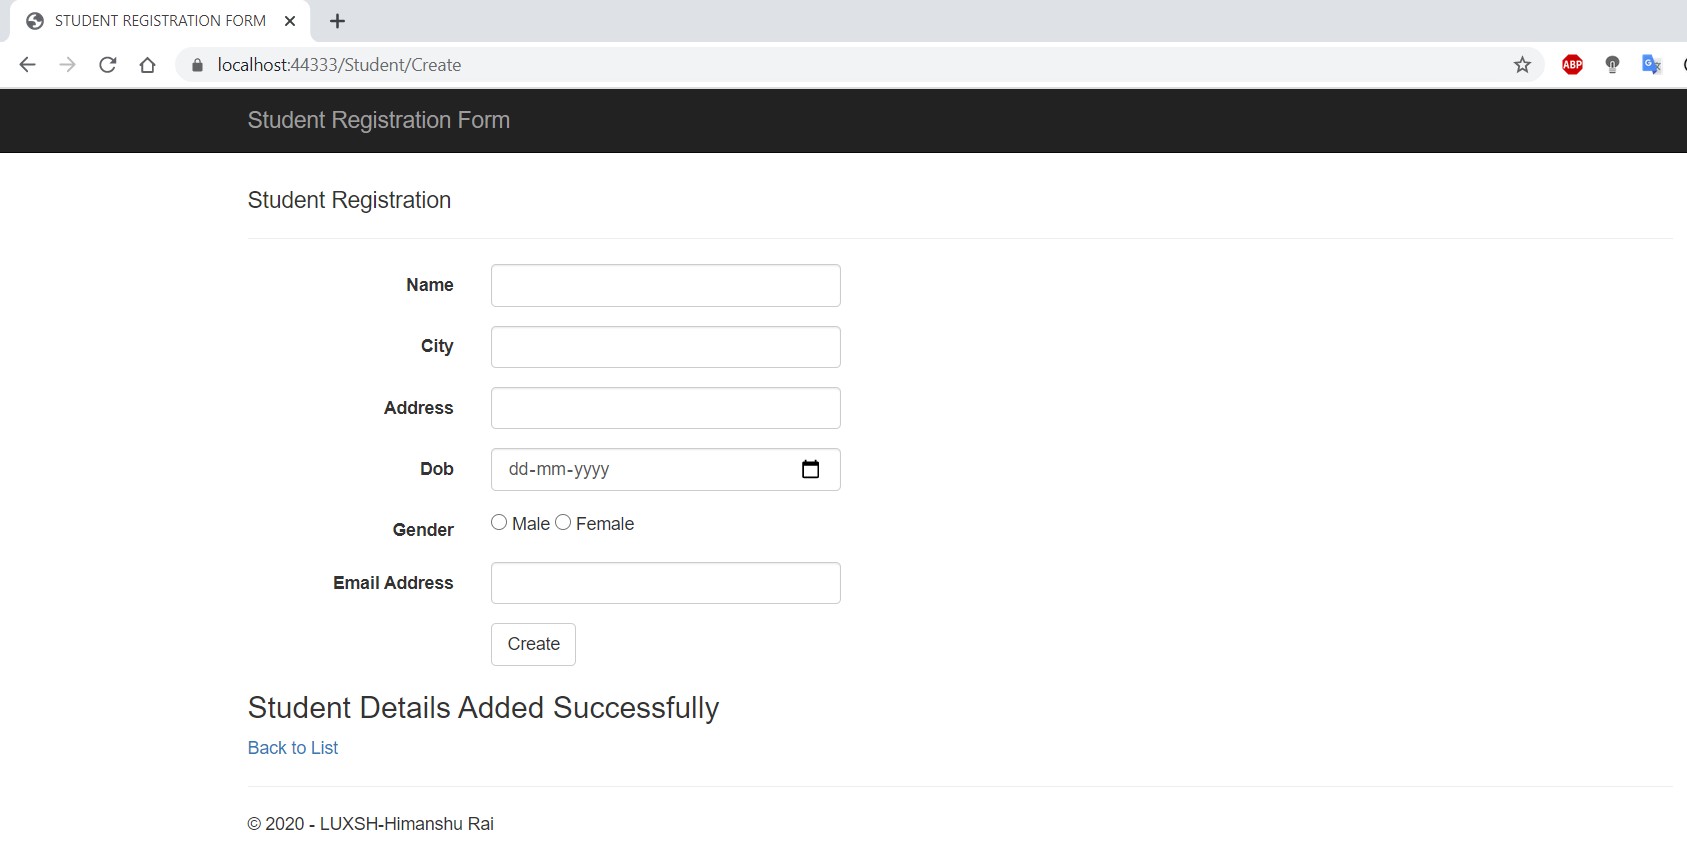 STUDENT REGISTRATION FORM
localhost:44333/Student/Create
ABP
G
Student Registration Form
Student Registration
Name
City
Address
Dob dd-mm-yyyy
Gender Male Female
Email Address
Create
Student Details Added Successfully
Back to List
© 2020 - LUXSH-Himanshu Rai